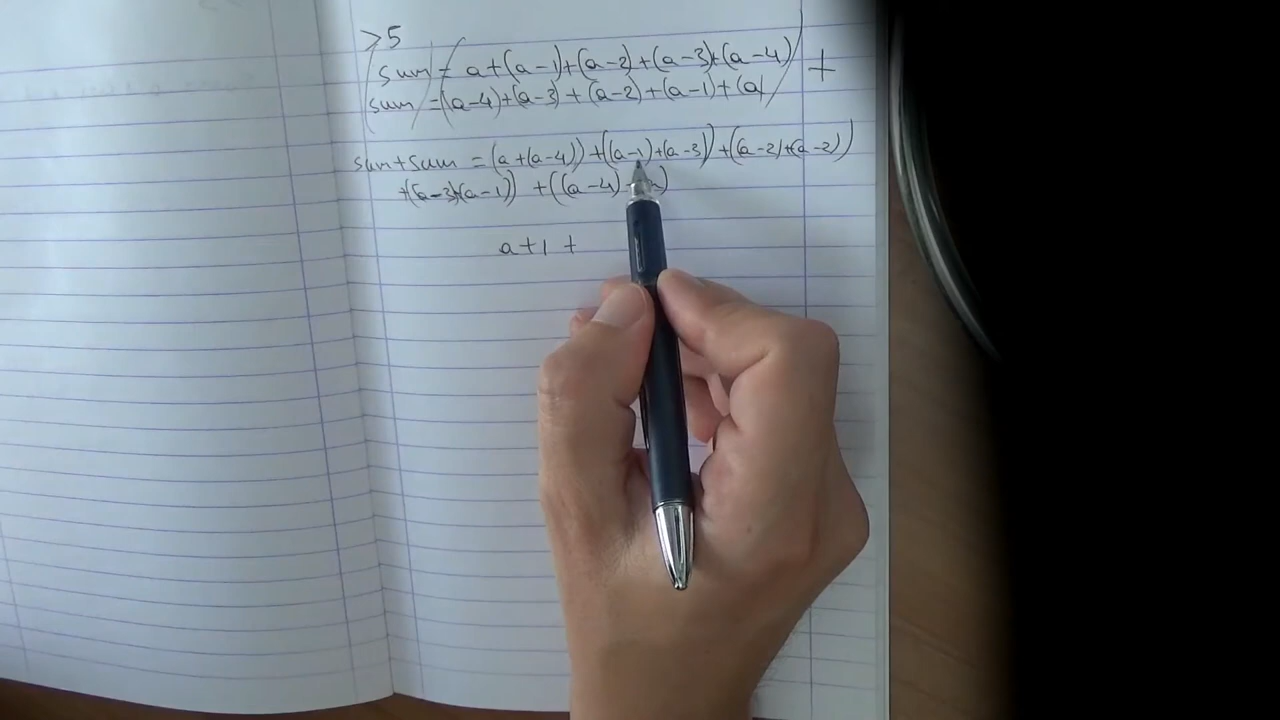 >5
sum = a+(a-1)+(a-2)+(a-3)+(a-4)
sum =(a-4)+(a-3)+(a-2)+(a-1)+(a) +
sum+sum = (a+(a-4))+((a-1)+(a-3))+((a-2)+(a-2))
+((a-3)+(a-1)) +((a-4)
a+1 +